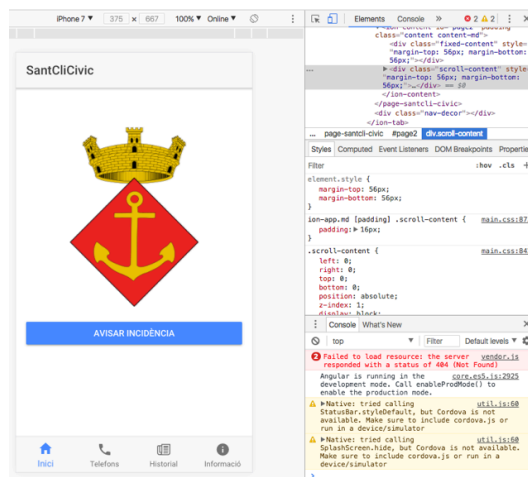 iPhone 7 ▼ 375 × 667 100% ▼ Online ▼
SantCliCivic
AVISAR INCIDÈNCIA
Inici Telefons Historial Informació
Elements Console » 2 2
class="content content-md">
<div class="fixed-content" style=
"margin-top: 56px; margin-bottom:
56px;"></div>
▶<div class="scroll-content" style=
"margin-top: 56px; margin-bottom:
56px;">…</div> == $0
</ion-content>
</page-santcli-civic>
<div class="nav-decor"></div>
</ion-tab>
... page-santcli-civic #page2 div.scroll-content
Styles Computed Event Listeners DOM Breakpoints Propertie
Filter :hov .cls +
element.style {
margin-top: 56px;
margin-bottom: 56px;
}
ion-app.md [padding] .scroll-content { main.css:87
padding:▶ 16px;
}
.scroll-content { main.css:84
left: 0;
right: 0;
top: 0;
bottom: 0;
position: absolute;
z-index: 1;
display: block;
Console What's New
top ▼ Filter Default levels ▼
2 Failed to load resource: the server vendor.js
responded with a status of 404 (Not Found)
Angular is running in the core.es5.js:2925
development mode. Call enableProdMode() to
enable the production mode.
▶Native: tried calling util.js:60
StatusBar.styleDefault, but Cordova is not
available. Make sure to include cordova.js or
run in a device/simulator
▶Native: tried calling util.js:60
SplashScreen.hide, but Cordova is not available.
Make sure to include cordova.js or run in a
device/simulator